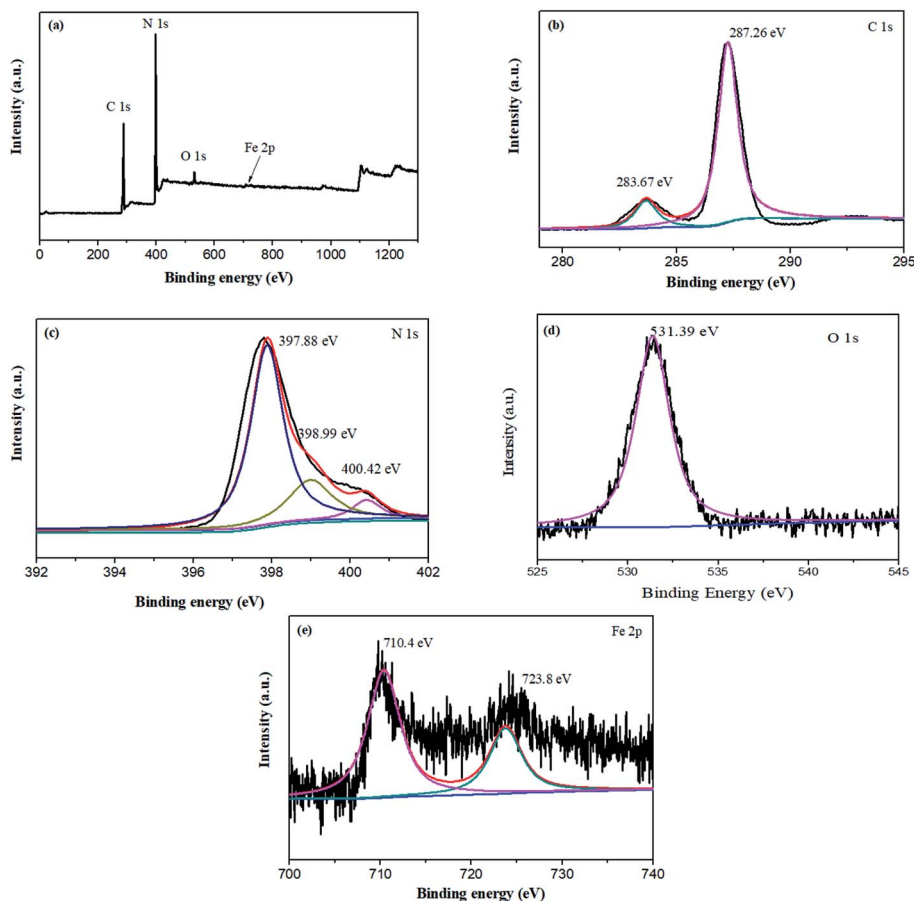 (a)
N 1s
C 1s
O 1s
Fe 2p
Intensity (a.u.)
0 200 400 600 800 1000 1200
Binding energy (eV)
(b)
287.26 eV
C 1s
283.67 eV
Intensity (a.u.)
280 285 290 295
Binding energy (eV)
(c)
N 1s
397.88 eV
398.99 eV
400.42 eV
Intensity (a.u.)
392 394 396 398 400 402
Binding energy (eV)
(d)
531.39 eV
O 1s
Intensity (a.u.)
525 530 535 540 545
Binding Energy (eV)
(e)
Fe 2p
710.4 eV
723.8 eV
Intensity (a.u.)
700 710 720 730 740
Binding energy (eV)